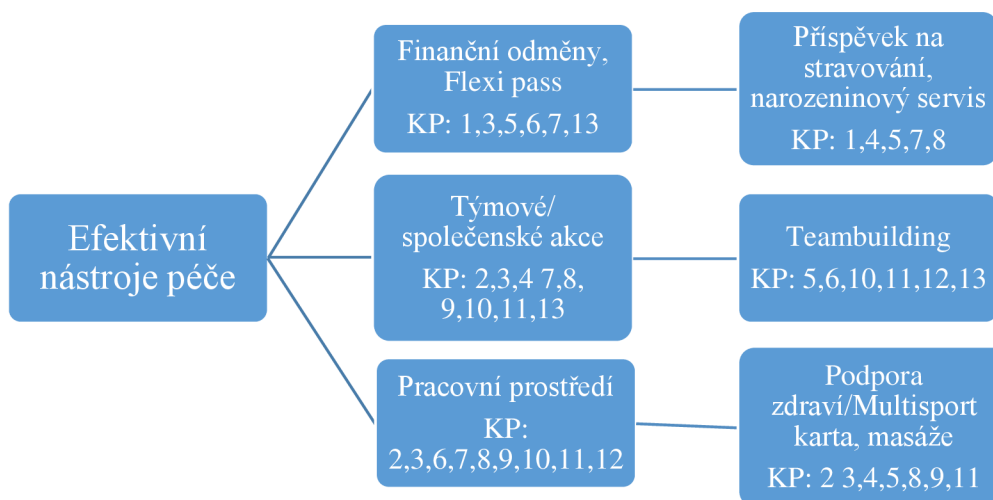 Efektivní
nástroje péče
Finanční odměny,
Flexi pass
KP: 1,3,5,6,7,13
Příspěvek na
stravování,
narozeninový servis
KP: 1,4,5,7,8
Týmové/
společenské akce
KP: 2,3,4 7,8,
9,10,11,13
Teambuilding
KP: 5,6,10,11,12,13
Pracovní prostředí
KP:
2,3,6,7,8,9,10,11,12
Podpora
zdraví/Multisport
karta, masáže
KP: 2 3,4,5,8,9,11